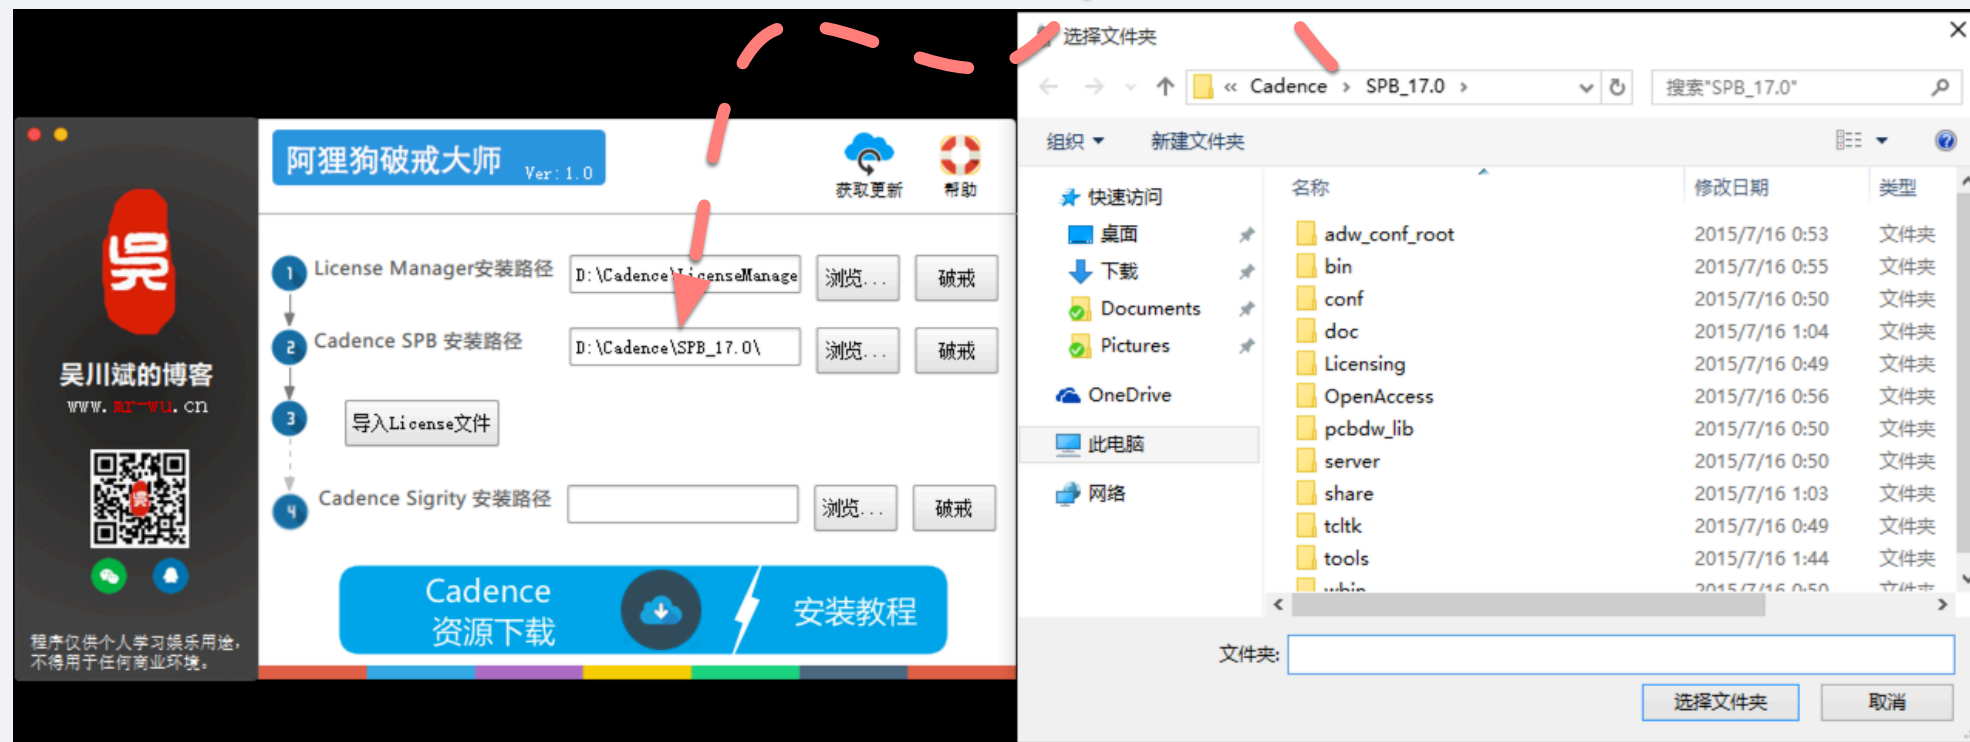 阿狸狗破戒大师 Ver:1.0
获取更新
帮助
License Manager安装路径
D:\Cadence\LicenseManage
浏览...
破戒
Cadence SPB 安装路径
D:\Cadence\SPB_17.0\
浏览...
破戒
导入License文件
Cadence Sigrity 安装路径
浏览...
破戒
1
2
3
4
Cadence
资源下载
安装教程
吴
吴川斌的博客
www.mr-wu.cn
程序仅供个人学习娱乐用途，
不得用于任何商业环境。
选择文件夹
« Cadence › SPB_17.0 ›
搜索"SPB_17.0"
组织
新建文件夹
快速访问
桌面
下载
Documents
Pictures
OneDrive
此电脑
网络
名称 修改日期 类型
adw_conf_root 2015/7/16 0:53 文件夹
bin 2015/7/16 0:55 文件夹
conf 2015/7/16 0:50 文件夹
doc 2015/7/16 1:04 文件夹
Licensing 2015/7/16 0:49 文件夹
OpenAccess 2015/7/16 0:56 文件夹
pcbdw_lib 2015/7/16 0:50 文件夹
server 2015/7/16 0:50 文件夹
share 2015/7/16 1:03 文件夹
tcltk 2015/7/16 0:49 文件夹
tools 2015/7/16 1:44 文件夹
wbin 2015/7/16 0:50 文件夹
文件夹:
选择文件夹
取消